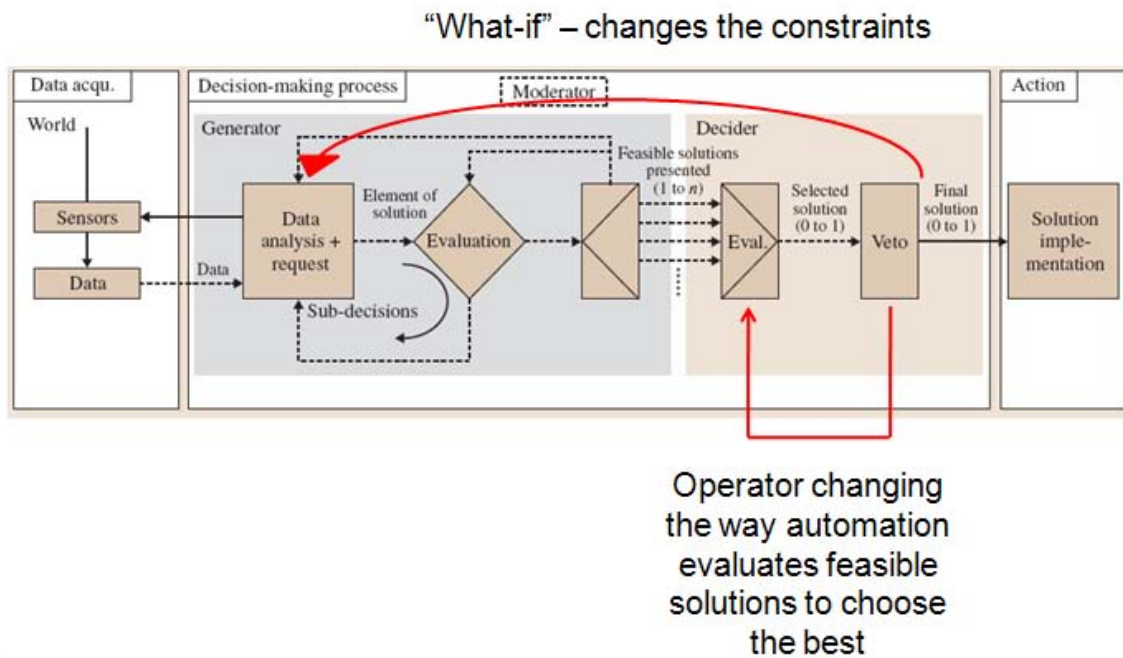 “What-if” – changes the constraints
Data acqu.
Decision-making process
Moderator
Action
World
Generator
Decider
Feasible solutions
presented
(1 to n)
Element of
solution
Selected
solution
(0 to 1)
Final
solution
(0 to 1)
Sensors
Data
analysis +
request
Evaluation
Eval.
Veto
Solution
imple-
mentation
Data
Data
Sub-decisions
Operator changing
the way automation
evaluates feasible
solutions to choose
the best